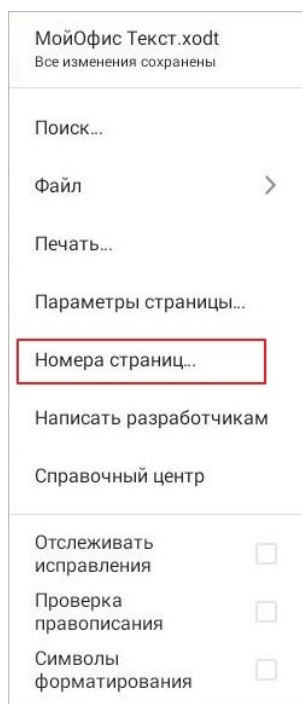 МойОфис Текст.xodt
Все изменения сохранены
Поиск...
Файл
Печать...
Параметры страницы...
Номера страниц...
Написать разработчикам
Справочный центр
Отслеживать
исправления
Проверка
правописания
Символы
форматирования